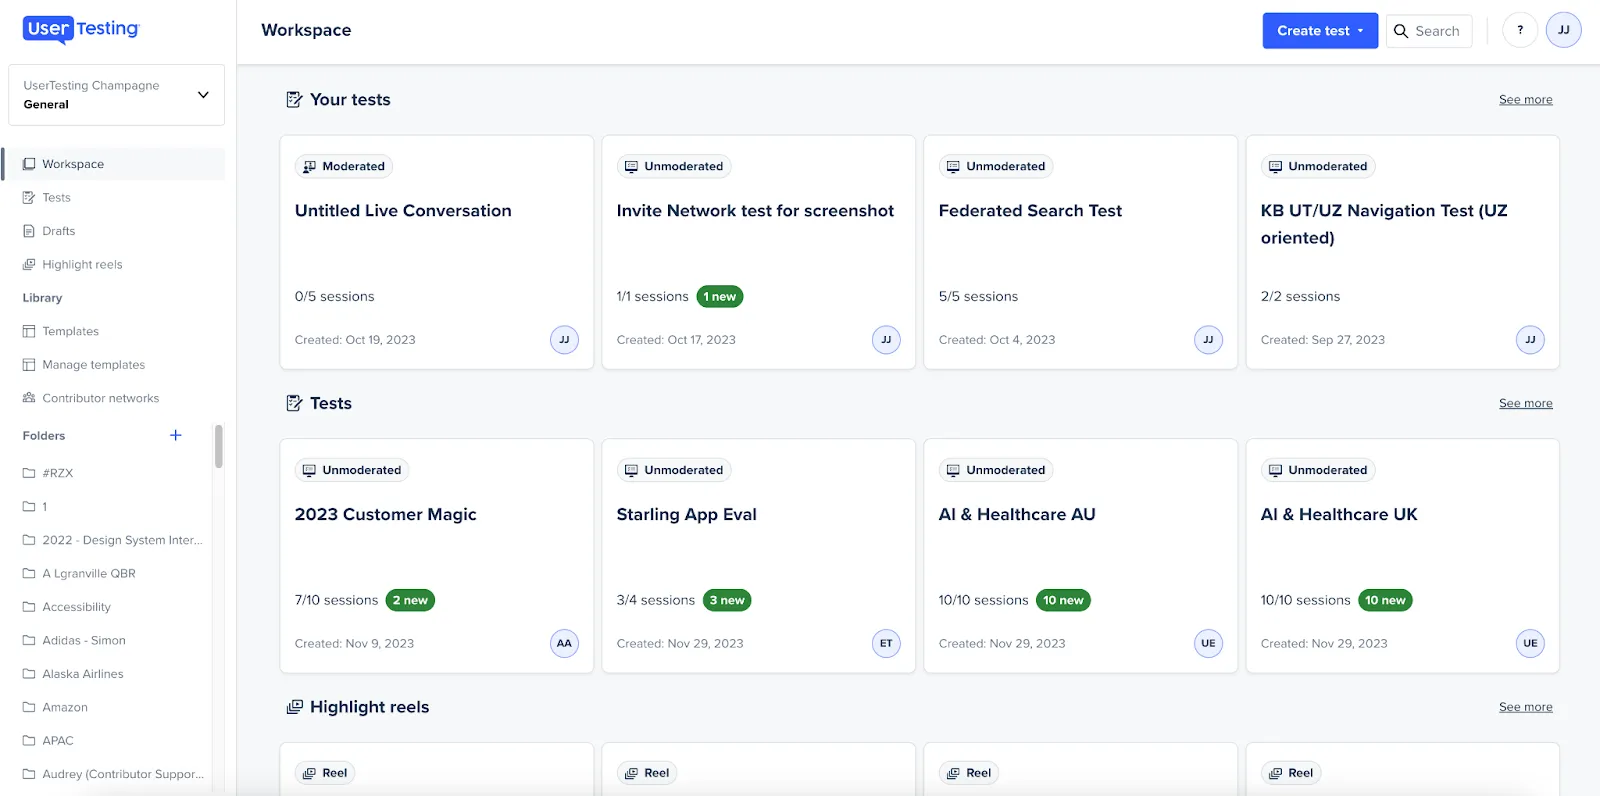 UserTesting
Workspace
Create test
Search
?
JJ
UserTesting Champagne
General
Workspace
Tests
Drafts
Highlight reels
Library
Templates
Manage templates
Contributor networks
Folders
#RZX
1
2022 - Design System Inter...
A Lgranville QBR
Accessibility
Adidas - Simon
Alaska Airlines
Amazon
APAC
Audrey (Contributor Suppor...
Your tests
See more
Moderated
Untitled Live Conversation
0/5 sessions
Created: Oct 19, 2023
JJ
Unmoderated
Invite Network test for screenshot
1/1 sessions 1 new
Created: Oct 17, 2023
JJ
Unmoderated
Federated Search Test
5/5 sessions
Created: Oct 4, 2023
JJ
Unmoderated
KB UT/UZ Navigation Test (UZ
oriented)
2/2 sessions
Created: Sep 27, 2023
JJ
Tests
See more
Unmoderated
2023 Customer Magic
7/10 sessions 2 new
Created: Nov 9, 2023
AA
Unmoderated
Starling App Eval
3/4 sessions 3 new
Created: Nov 29, 2023
ET
Unmoderated
AI & Healthcare AU
10/10 sessions 10 new
Created: Nov 29, 2023
UE
Unmoderated
AI & Healthcare UK
10/10 sessions 10 new
Created: Nov 29, 2023
UE
Highlight reels
See more
Reel
Reel
Reel
Reel